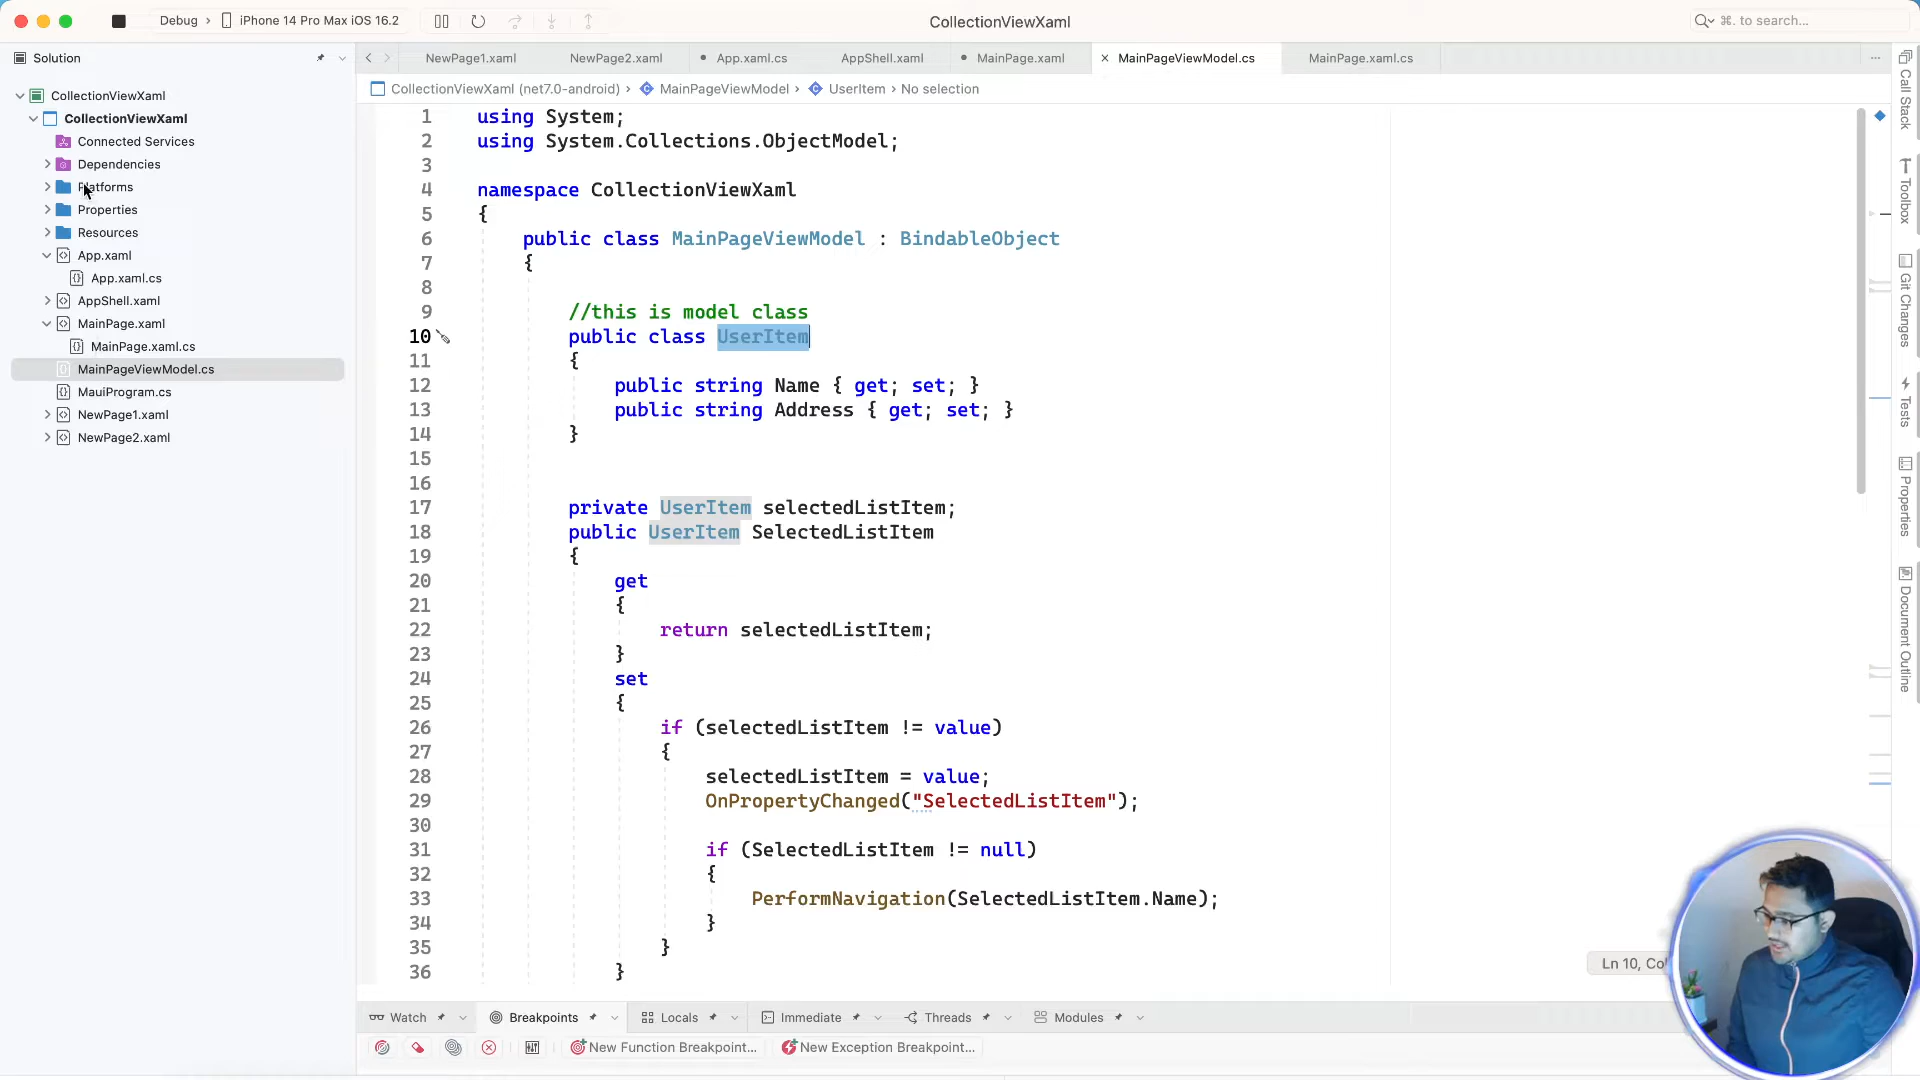 Debug › iPhone 14 Pro Max iOS 16.2
CollectionViewXaml
⌘. to search...
Solution
NewPage1.xaml
NewPage2.xaml
App.xaml.cs
AppShell.xaml
MainPage.xaml
MainPageViewModel.cs
MainPage.xaml.cs
CollectionViewXaml (net7.0-android) › MainPageViewModel › UserItem › No selection
CollectionViewXaml
CollectionViewXaml
Connected Services
Dependencies
Platforms
Properties
Resources
App.xaml
App.xaml.cs
AppShell.xaml
MainPage.xaml
MainPage.xaml.cs
MainPageViewModel.cs
MauiProgram.cs
NewPage1.xaml
NewPage2.xaml
1 using System;
2 using System.Collections.ObjectModel;
3
4 namespace CollectionViewXaml
5 {
6 public class MainPageViewModel : BindableObject
7 {
8
9 //this is model class
10 public class UserItem
11 {
12 public string Name { get; set; }
13 public string Address { get; set; }
14 }
15
16
17 private UserItem selectedListItem;
18 public UserItem SelectedListItem
19 {
20 get
21 {
22 return selectedListItem;
23 }
24 set
25 {
26 if (selectedListItem != value)
27 {
28 selectedListItem = value;
29 OnPropertyChanged("SelectedListItem");
30
31 if (SelectedListItem != null)
32 {
33 PerformNavigation(SelectedListItem.Name);
34 }
35 }
36 }
Call Stack
Toolbox
Git Changes
Tests
Properties
Document Outline
Ln 10,
Watch
Breakpoints
Locals
Immediate
Threads
Modules
New Function Breakpoint...
New Exception Breakpoint...